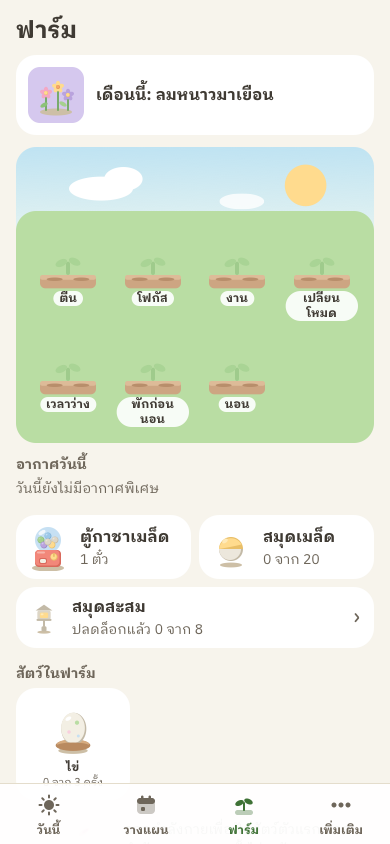 ฟาร์ม
เดือนนี้: ลมหนาวมาเยือน
ตื่น
โฟกัส
งาน
เปลี่ยน
โหมด
เวลาว่าง
พักก่อน
นอน
นอน
อากาศวันนี้
วันนี้ยังไม่มีอากาศพิเศษ
ตู้กาชาเมล็ด
1 ตั๋ว
สมุดเมล็ด
0 จาก 20
สมุดสะสม
ปลดล็อกแล้ว 0 จาก 8
สัตว์ในฟาร์ม
ไข่
0 จาก 3 ครั้ง
วันนี้
วางแผน
ฟาร์ม
เพิ่มเติม